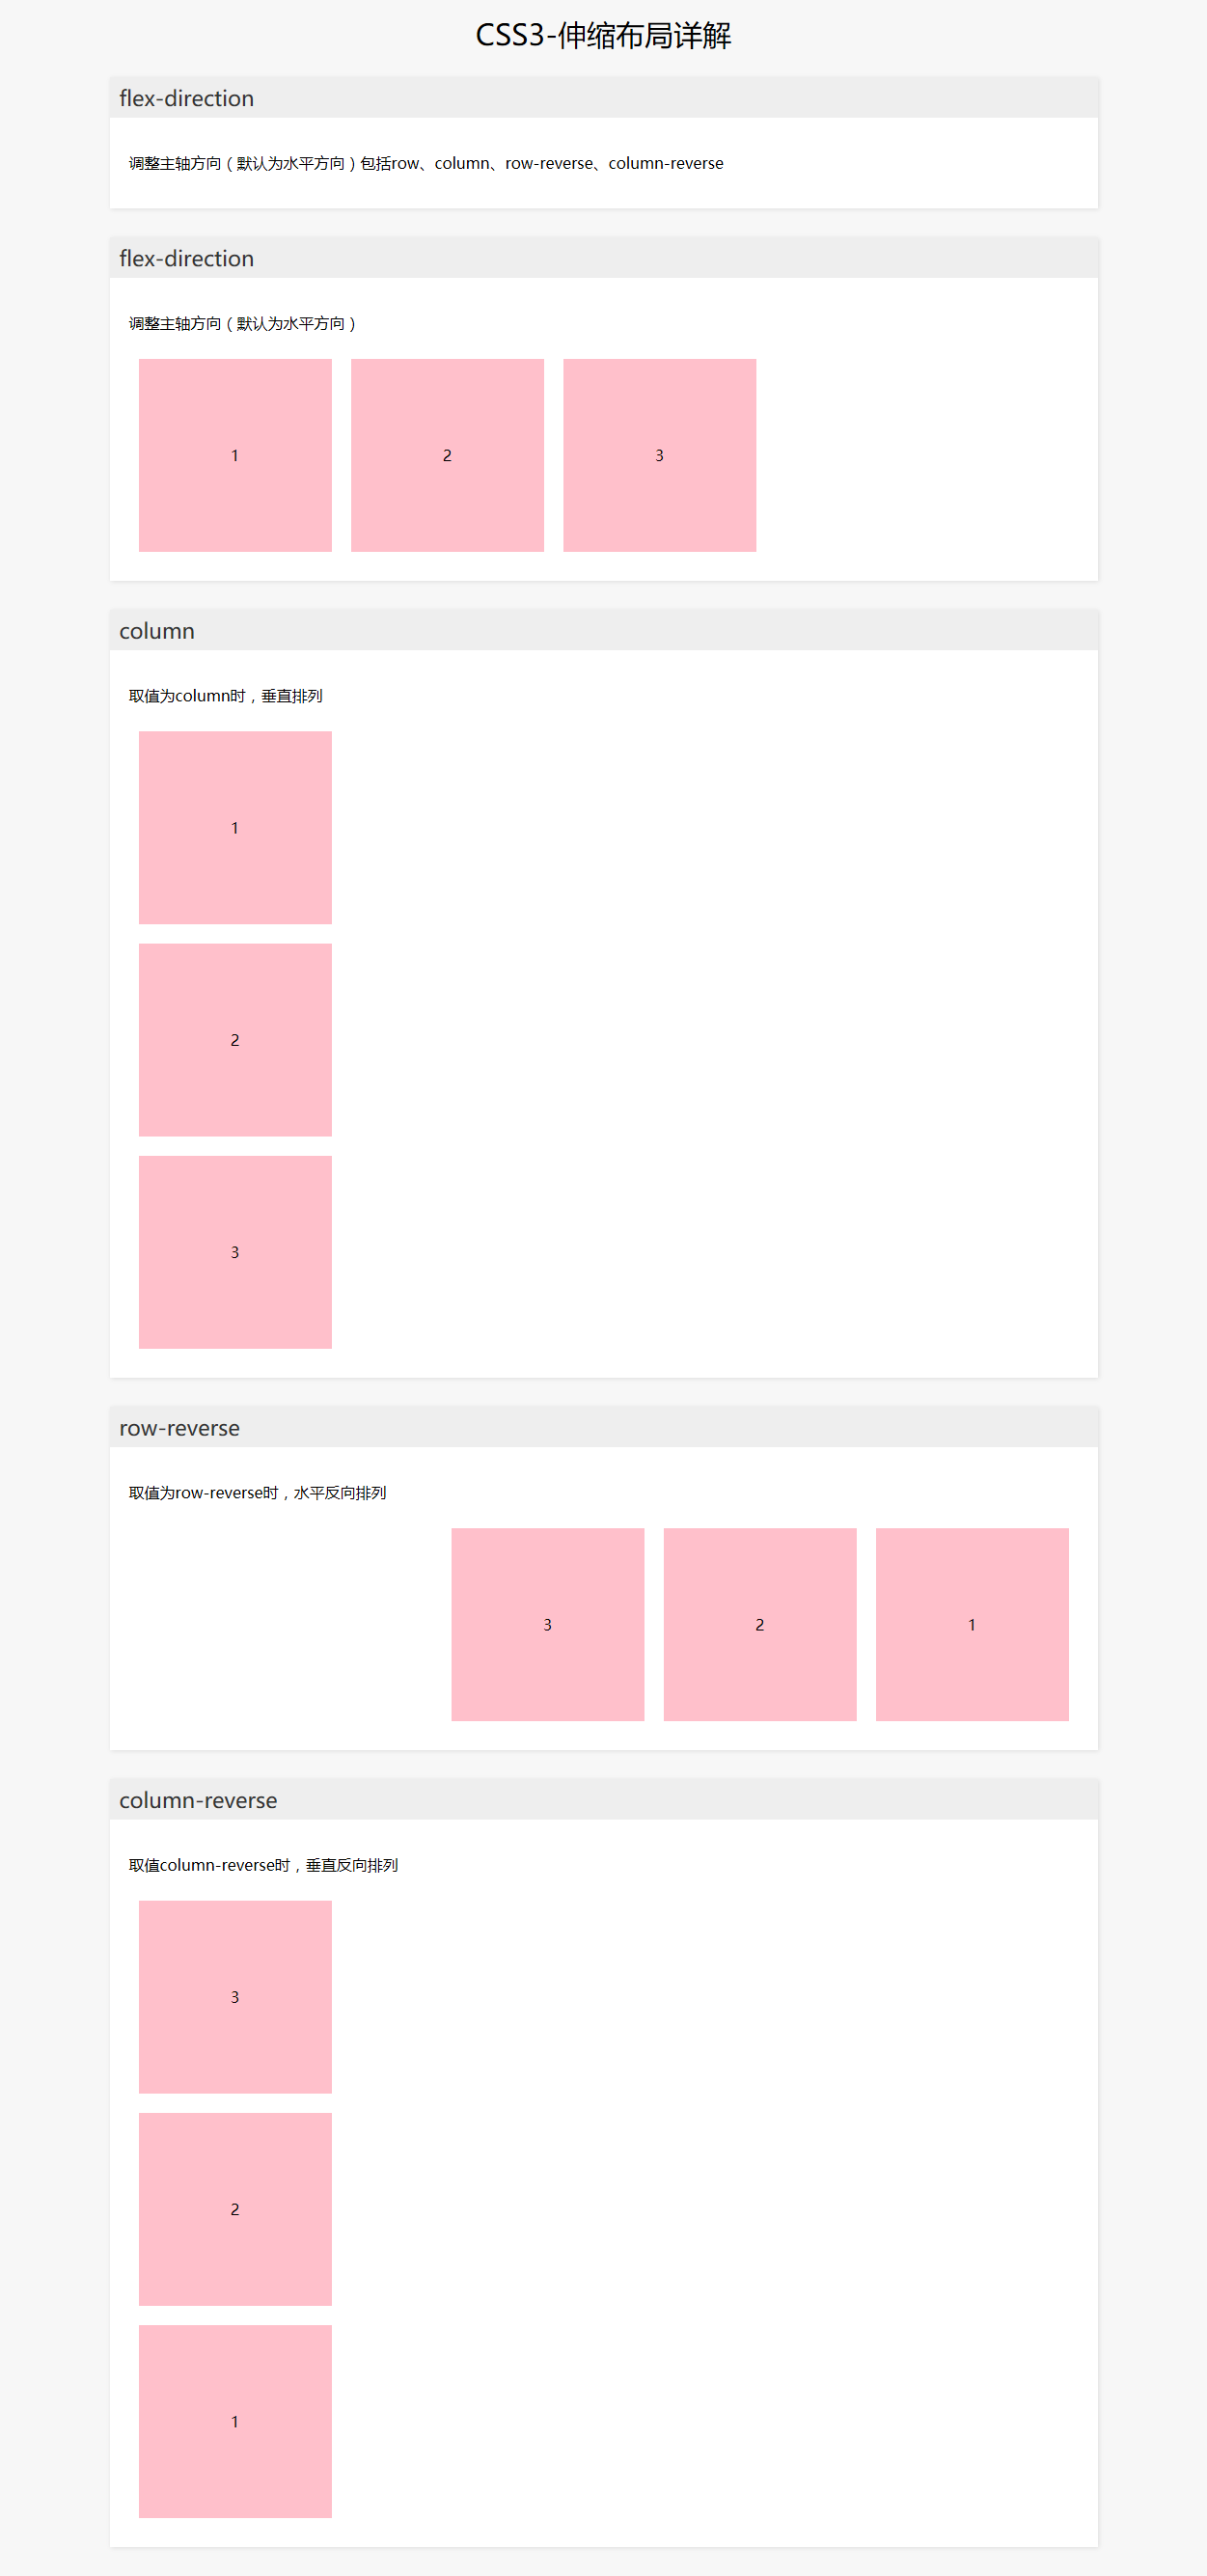 CSS3-伸缩布局详解
flex-direction
调整主轴方向（默认为水平方向）包括row、column、row-reverse、column-reverse
flex-direction
调整主轴方向（默认为水平方向）
1 2 3
column
取值为column时，垂直排列
1
2
3
row-reverse
取值为row-reverse时，水平反向排列
3 2 1
column-reverse
取值column-reverse时，垂直反向排列
3
2
1